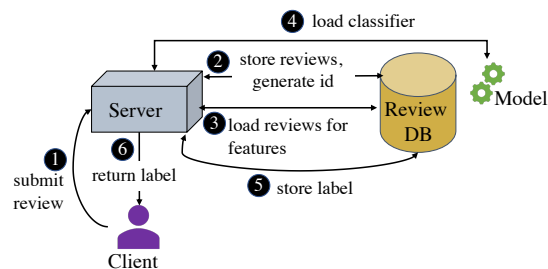 4 load classifier
2 store reviews,
generate id
Server
Review
DB
Model
3 load reviews for
features
1 submit
review
6 return label
5 store label
Client